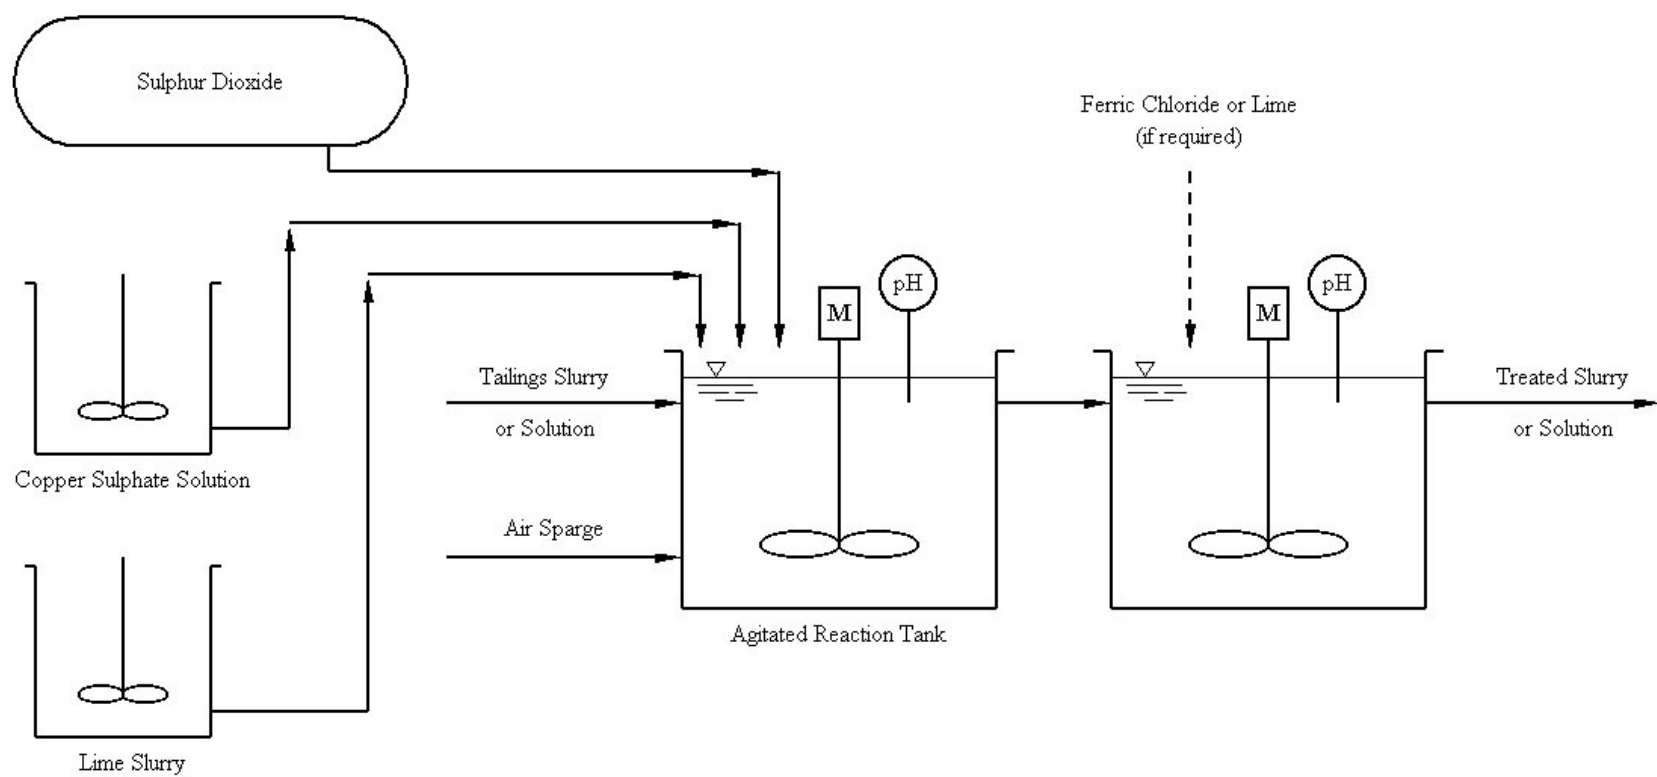 Sulphur Dioxide
Ferric Chloride or Lime
(if required)
pH
pH
M
M
Tailings Slurry
or Solution
Treated Slurry
or Solution
Copper Sulphate Solution
Air Sparge
Agitated Reaction Tank
Lime Slurry